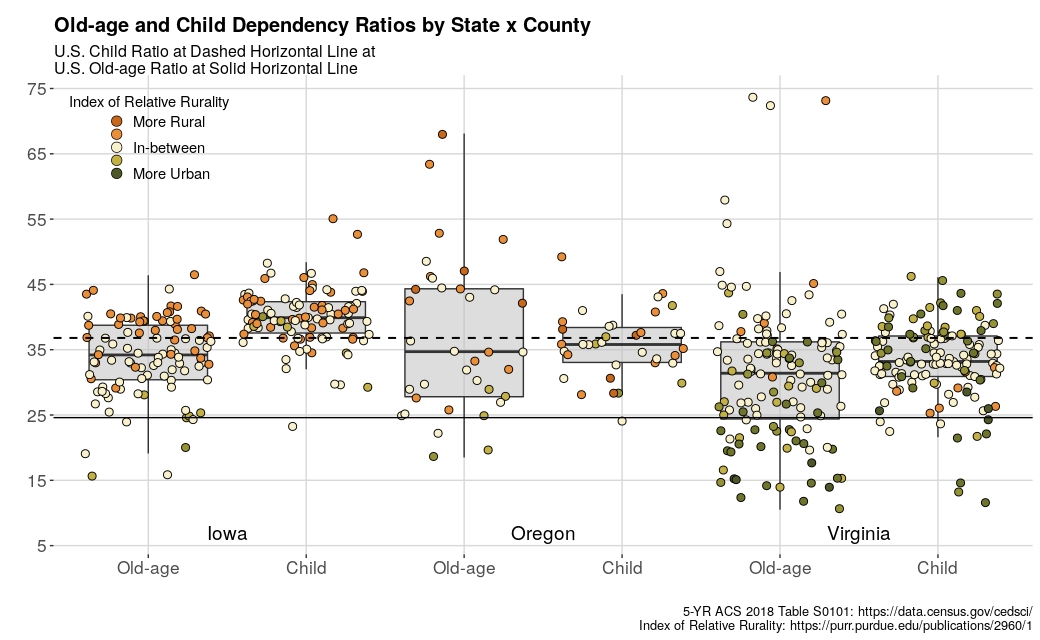 Old-age and Child Dependency Ratios by State x County
U.S. Child Ratio at Dashed Horizontal Line at
U.S. Old-age Ratio at Solid Horizontal Line
75
Index of Relative Rurality
More Rural
In-between
More Urban
65
55
45
35
25
15
5
Iowa
Oregon
Virginia
Old-age
Child
Old-age
Child
Old-age
Child
5-YR ACS 2018 Table S0101: https://data.census.gov/cedsci/
Index of Relative Rurality: https://purr.purdue.edu/publications/2960/1